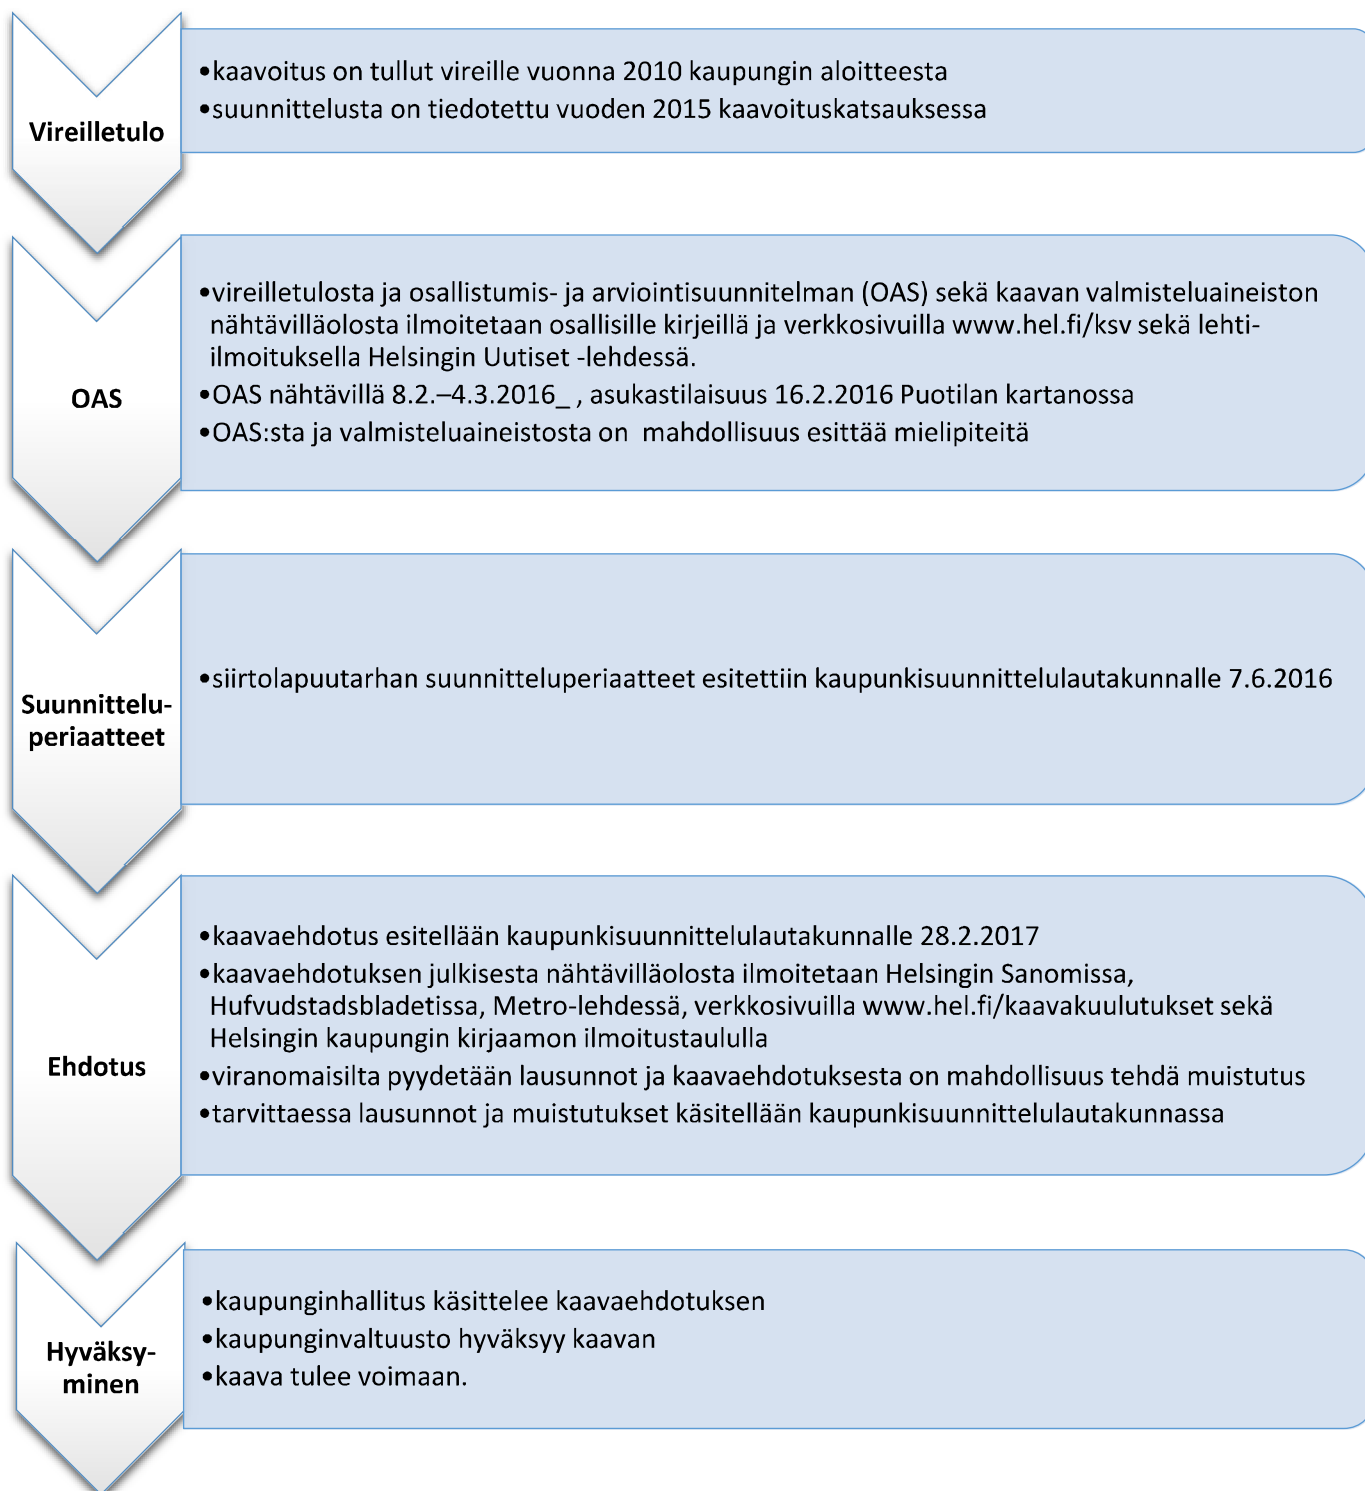 Vireilletulo
•kaavoitus on tullut vireille vuonna 2010 kaupungin aloitteesta
•suunnittelusta on tiedotettu vuoden 2015 kaavoituskatsauksessa
OAS
•vireilletulosta ja osallistumis- ja arviointisuunnitelman (OAS) sekä kaavan valmisteluaineiston
nähtävilläolosta ilmoitetaan osallisille kirjeillä ja verkkosivuilla www.hel.fi/ksv sekä lehti-
ilmoituksella Helsingin Uutiset -lehdessä.
•OAS nähtävillä 8.2.–4.3.2016_ , asukastilaisuus 16.2.2016 Puotilan kartanossa
•OAS:sta ja valmisteluaineistosta on  mahdollisuus esittää mielipiteitä
Suunnittelu-
periaatteet
•siirtolapuutarhan suunnitteluperiaatteet esitettiin kaupunkisuunnittelulautakunnalle 7.6.2016
Ehdotus
•kaavaehdotus esitellään kaupunkisuunnittelulautakunnalle 28.2.2017
•kaavaehdotuksen julkisesta nähtävilläolosta ilmoitetaan Helsingin Sanomissa,
Hufvudstadsbladetissa, Metro-lehdessä, verkkosivuilla www.hel.fi/kaavakuulutukset sekä
Helsingin kaupungin kirjaamon ilmoitustaululla
•viranomaisilta pyydetään lausunnot ja kaavaehdotuksesta on mahdollisuus tehdä muistutus
•tarvittaessa lausunnot ja muistutukset käsitellään kaupunkisuunnittelulautakunnassa
Hyväksy-
minen
•kaupunginhallitus käsittelee kaavaehdotuksen
•kaupunginvaltuusto hyväksyy kaavan
•kaava tulee voimaan.